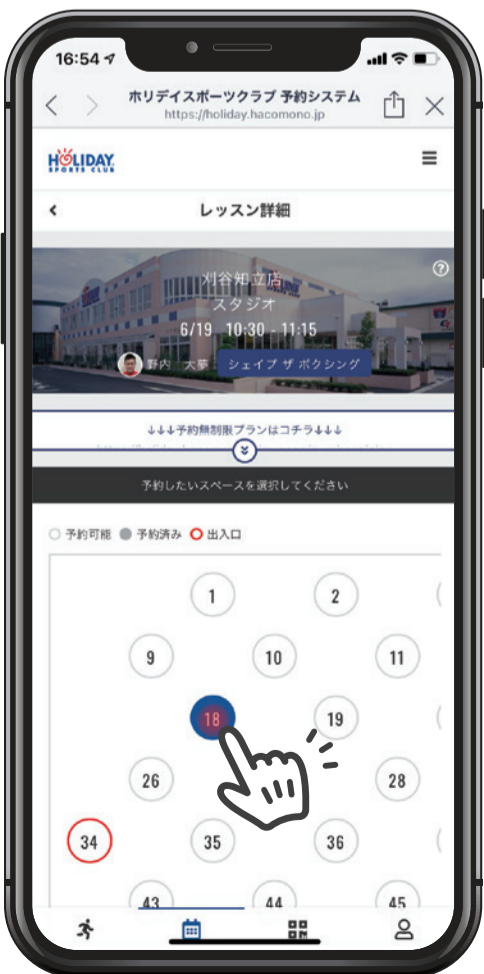 16:54
ホリデイスポーツクラブ 予約システム
https://holiday.hacomono.jp
HOLIDAY
SPORTS CLUB
レッスン詳細
刈谷知立店
スタジオ
6/19 10:30 - 11:15
野内 大夢 シェイプ ザ ボクシング
↓↓↓予約無制限プランはコチラ↓↓↓
予約したいスペースを選択してください
予約可能 予約済み 出入口
1 2
9 10 11
18 19
26 28
34 35 36
43 44 45